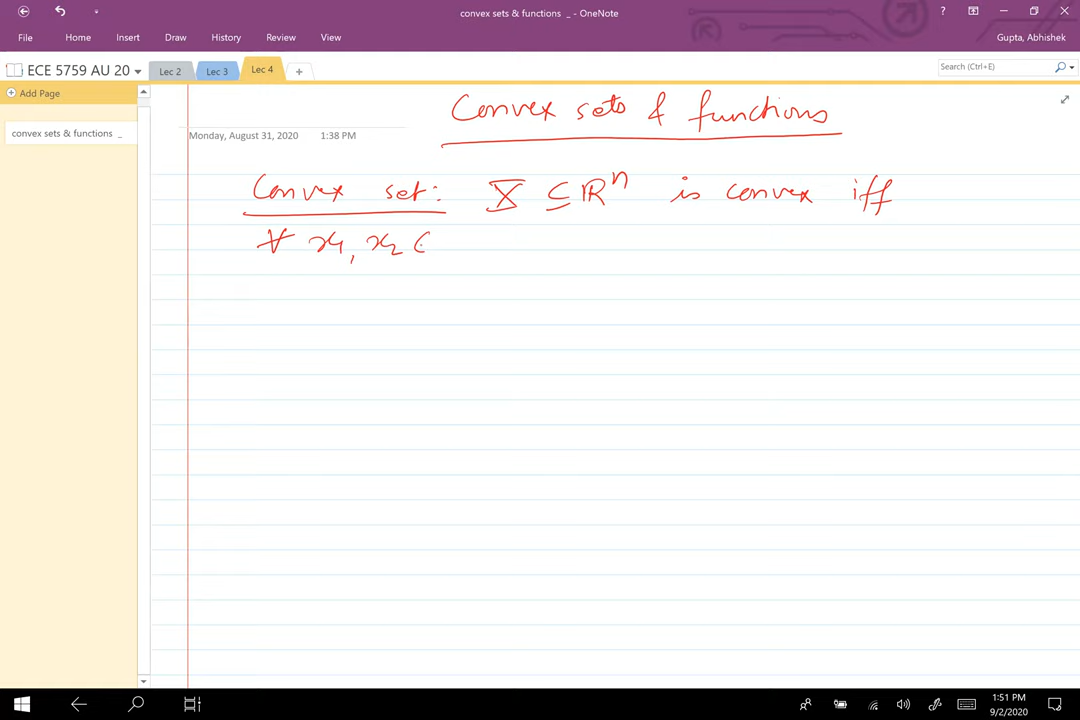 convex sets & functions _ - OneNote
?
File Home Insert Draw History Review View
Gupta, Abhishek
ECE 5759 AU 20 Lec 2 Lec 3 Lec 4 +
Search (Ctrl+E)
Add Page
convex sets & functions _
Convex sets & functions
Monday, August 31, 2020 1:38 PM
Convex set: X ⊆ ℝⁿ is convex iff
∀ x₁, x₂ (
1:51 PM
9/2/2020